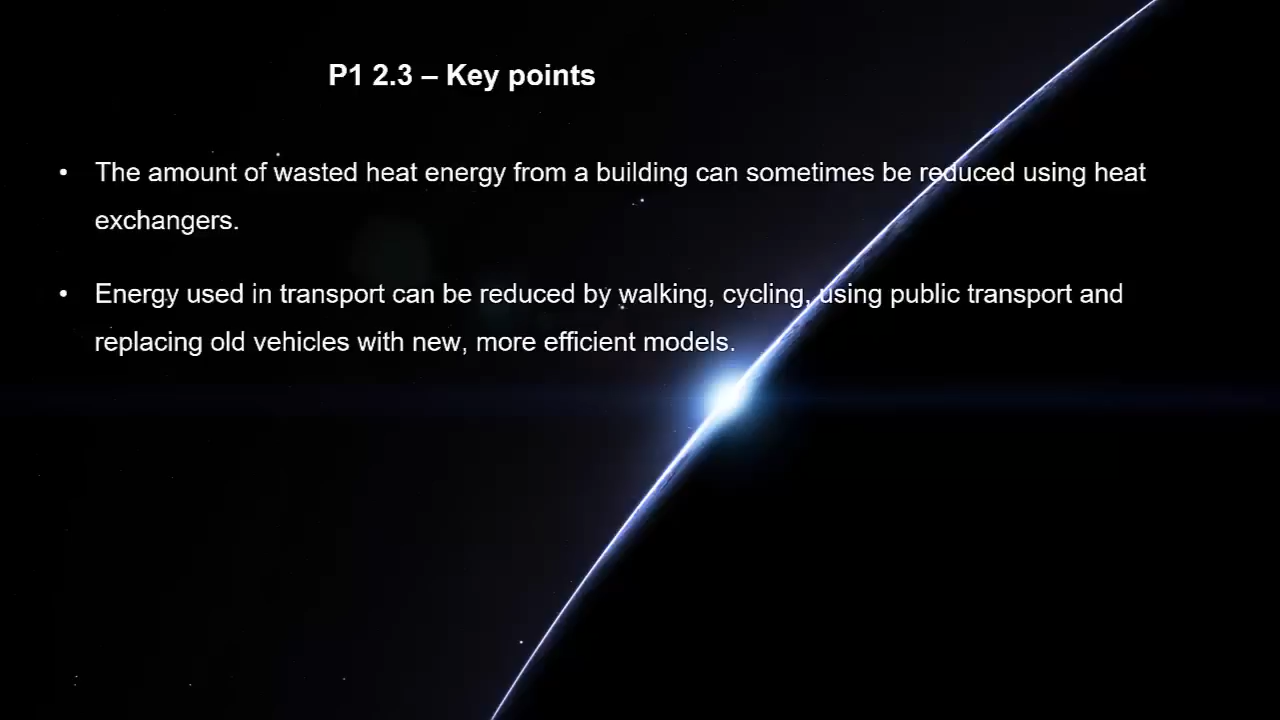 P1 2.3 – Key points
• The amount of wasted heat energy from a building can sometimes be reduced using heat
exchangers.
• Energy used in transport can be reduced by walking, cycling, using public transport and
replacing old vehicles with new, more efficient models.